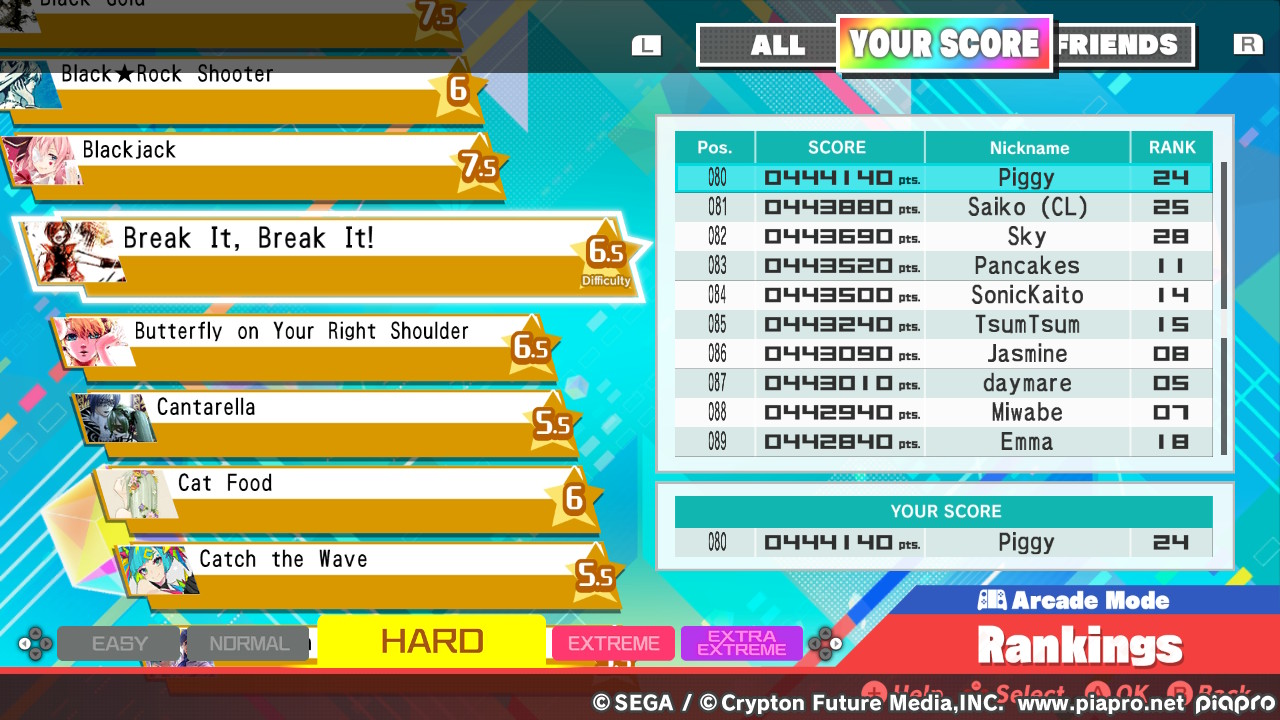 Black Gold
7.5
Black★Rock Shooter
6
Blackjack
7.5
Break It, Break It!
6.5
Difficulty
Butterfly on Your Right Shoulder
6.5
Cantarella
5.5
Cat Food
6
Catch the Wave
5.5
EASY NORMAL HARD EXTREME EXTRA EXTREME
L ALL YOUR SCORE FRIENDS R
Pos. SCORE Nickname RANK
080 0444140 pts. Piggy 24
081 0443880 pts. Saiko (CL) 25
082 0443690 pts. Sky 28
083 0443520 pts. Pancakes 11
084 0443500 pts. SonicKaito 14
085 0443240 pts. TsumTsum 15
086 0443090 pts. Jasmine 08
087 0443010 pts. daymare 05
088 0442940 pts. Miwabe 07
089 0442840 pts. Emma 18
YOUR SCORE
080 0444140 pts. Piggy 24
Arcade Mode
Rankings
Help Select A OK B Back
© SEGA / © Crypton Future Media,INC. www.piapro.net piapro